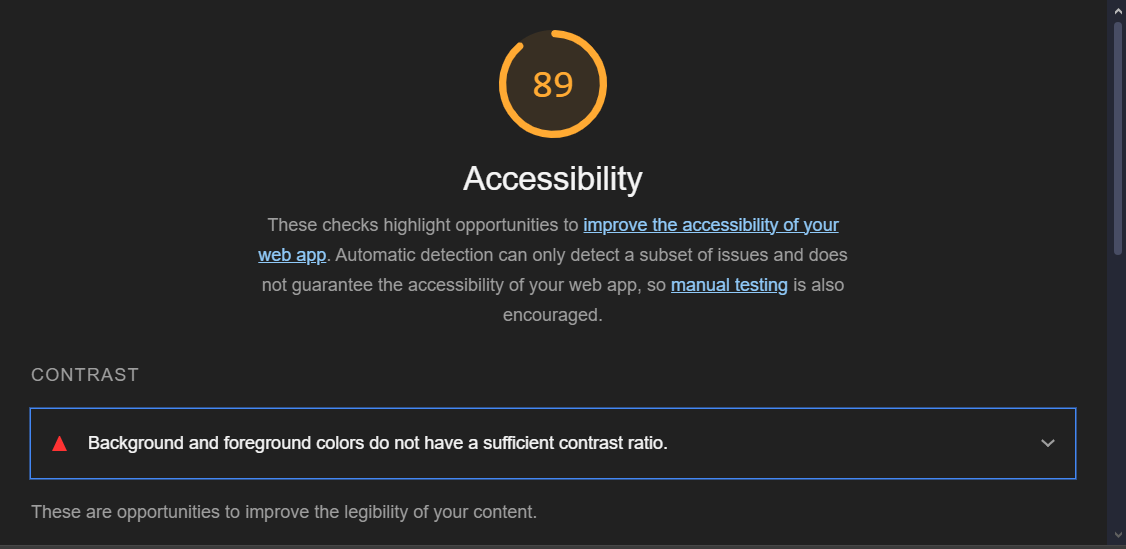 89
Accessibility
These checks highlight opportunities to improve the accessibility of your
web app. Automatic detection can only detect a subset of issues and does
not guarantee the accessibility of your web app, so manual testing is also
encouraged.
CONTRAST
Background and foreground colors do not have a sufficient contrast ratio.
These are opportunities to improve the legibility of your content.